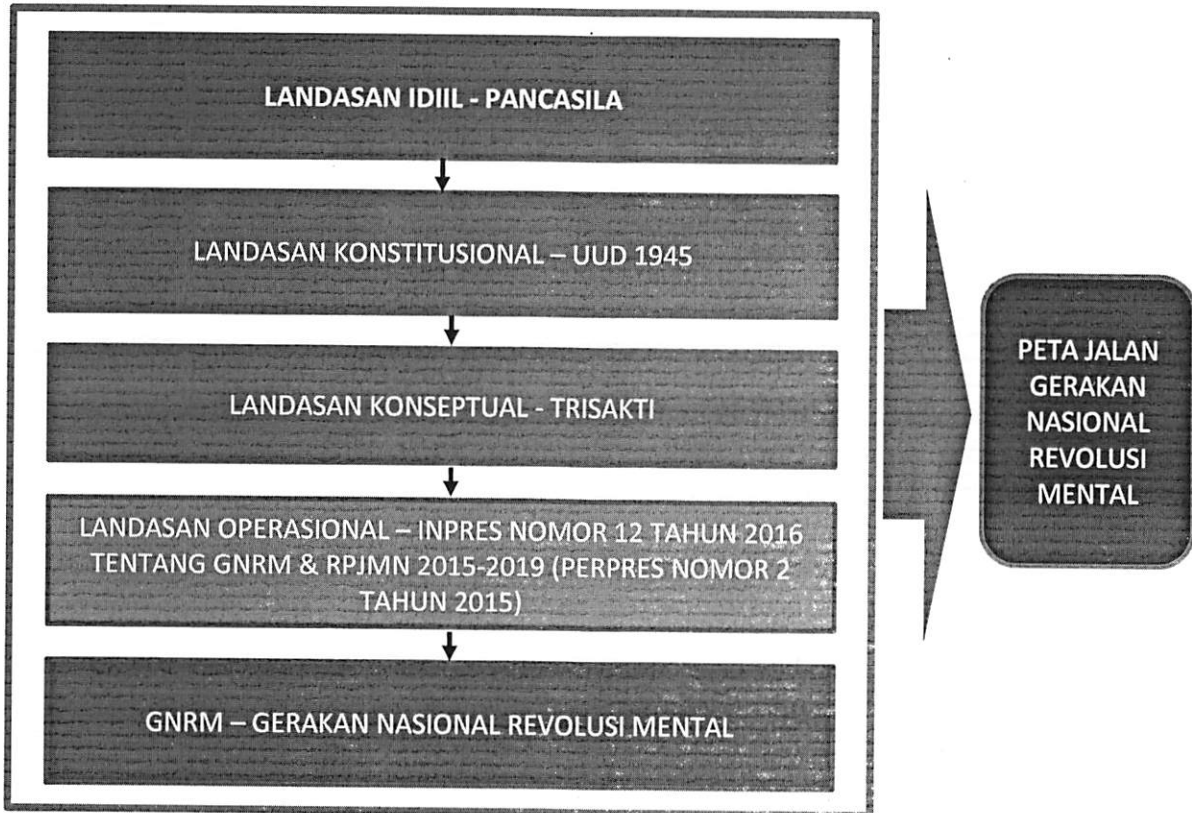 LANDASAN IDIIL - PANCASILA
LANDASAN KONSTITUSIONAL – UUD 1945
LANDASAN KONSEPTUAL - TRISAKTI
LANDASAN OPERASIONAL – INPRES NOMOR 12 TAHUN 2016
TENTANG GNRM & RPJMN 2015-2019 (PERPRES NOMOR 2
TAHUN 2015)
GNRM – GERAKAN NASIONAL REVOLUSI MENTAL
PETA JALAN
GERAKAN
NASIONAL
REVOLUSI
MENTAL